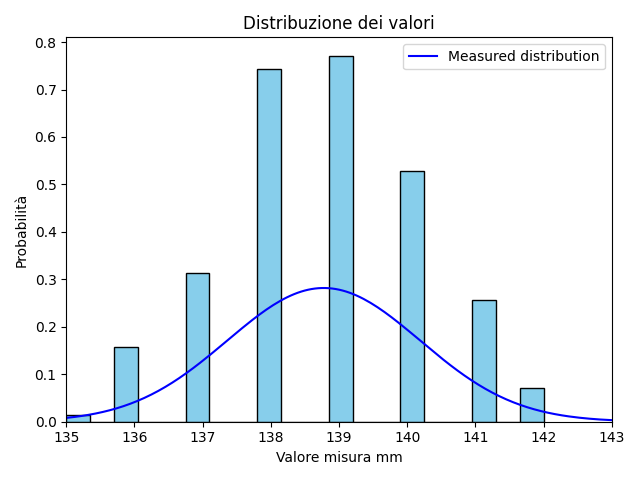 Distribuzione dei valori
Measured distribution
Probabilità
0.8
0.7
0.6
0.5
0.4
0.3
0.2
0.1
0.0
135 136 137 138 139 140 141 142 143
Valore misura mm